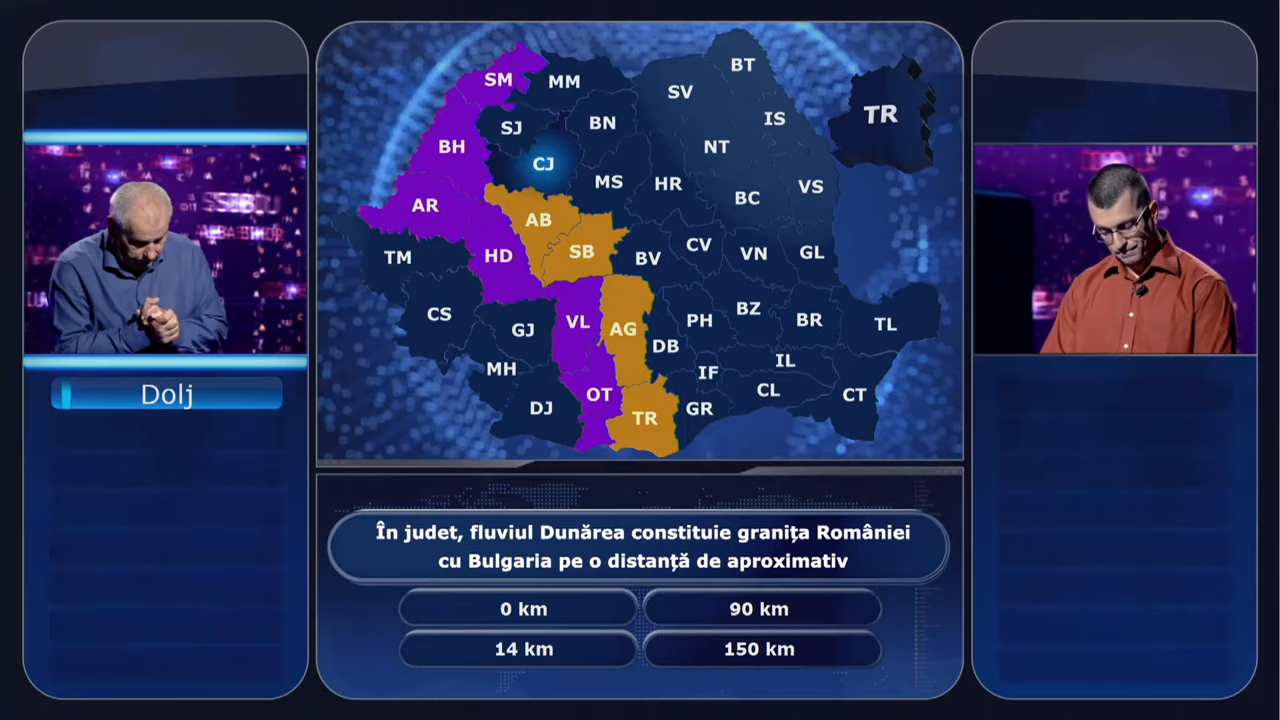 BT
SM
MM
SV
TR
IS
BN
SJ
BH
NT
CJ
MS
HR
VS
BC
AR
AB
CV
SB
VN
GL
HD
TM
BV
BZ
CS
VL
PH
BR
TL
GJ
AG
DB
IL
MH
IF
CL
OT
CT
DJ
GR
TR
Dolj
În judet, fluviul Dunărea constituie granița României
cu Bulgaria pe o distanță de aproximativ
0 km
90 km
14 km
150 km